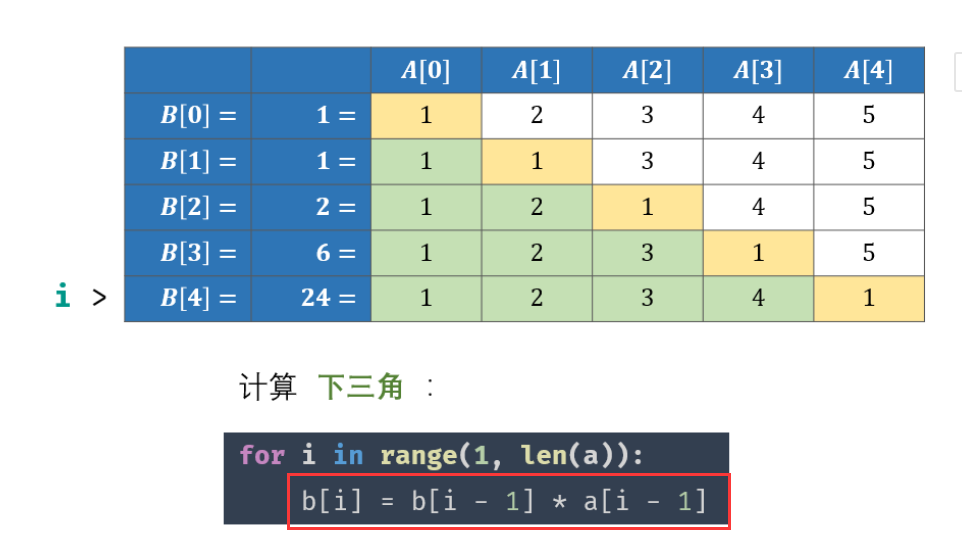 A[0] A[1] A[2] A[3] A[4]
B[0] = 1 = 1 2 3 4 5
B[1] = 1 = 1 1 3 4 5
B[2] = 2 = 1 2 1 4 5
B[3] = 6 = 1 2 3 1 5
i > B[4] = 24 = 1 2 3 4 1
计算 下三角 :
for i in range(1, len(a)):
b[i] = b[i - 1] * a[i - 1]